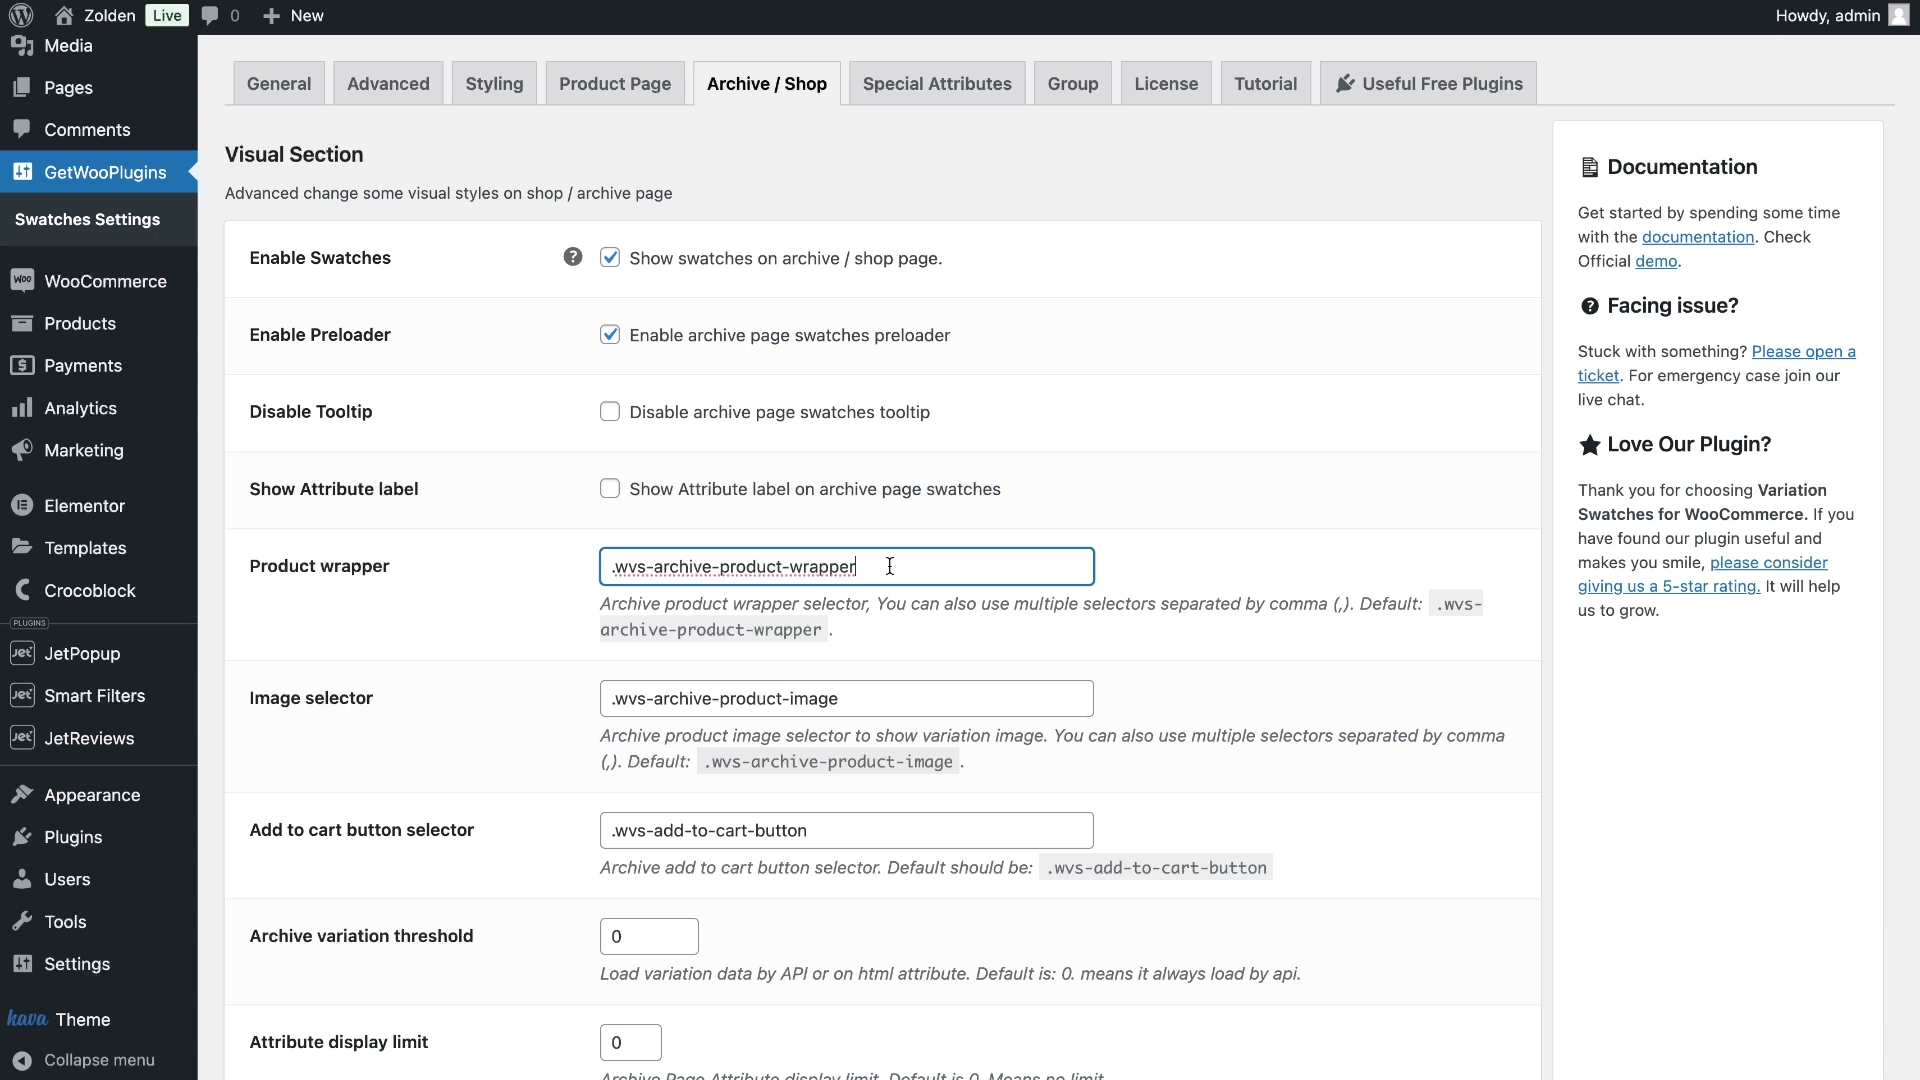 Zolden Live 0 New Howdy, admin
Media
Pages
Comments
GetWooPlugins
Swatches Settings
WooCommerce
Products
Payments
Analytics
Marketing
Elementor
Templates
Crocoblock
PLUGINS
JetPopup
Smart Filters
JetReviews
Appearance
Plugins
Users
Tools
Settings
kava Theme
Collapse menu
General Advanced Styling Product Page Archive / Shop Special Attributes Group License Tutorial Useful Free Plugins
Visual Section
Advanced change some visual styles on shop / archive page
Enable Swatches ? Show swatches on archive / shop page.
Enable Preloader Enable archive page swatches preloader
Disable Tooltip Disable archive page swatches tooltip
Show Attribute label Show Attribute label on archive page swatches
Product wrapper .wvs-archive-product-wrapper
Archive product wrapper selector, You can also use multiple selectors separated by comma (,). Default: .wvs-
archive-product-wrapper .
Image selector .wvs-archive-product-image
Archive product image selector to show variation image. You can also use multiple selectors separated by comma
(,). Default: .wvs-archive-product-image .
Add to cart button selector .wvs-add-to-cart-button
Archive add to cart button selector. Default should be: .wvs-add-to-cart-button
Archive variation threshold 0
Load variation data by API or on html attribute. Default is: 0. means it always load by api.
Attribute display limit 0
Archive Page Attribute display limit. Default is 0. Means no limit.
Documentation
Get started by spending some time
with the documentation. Check
Official demo.
Facing issue?
Stuck with something? Please open a
ticket. For emergency case join our
live chat.
Love Our Plugin?
Thank you for choosing Variation
Swatches for WooCommerce. If you
have found our plugin useful and
makes you smile, please consider
giving us a 5-star rating. It will help
us to grow.